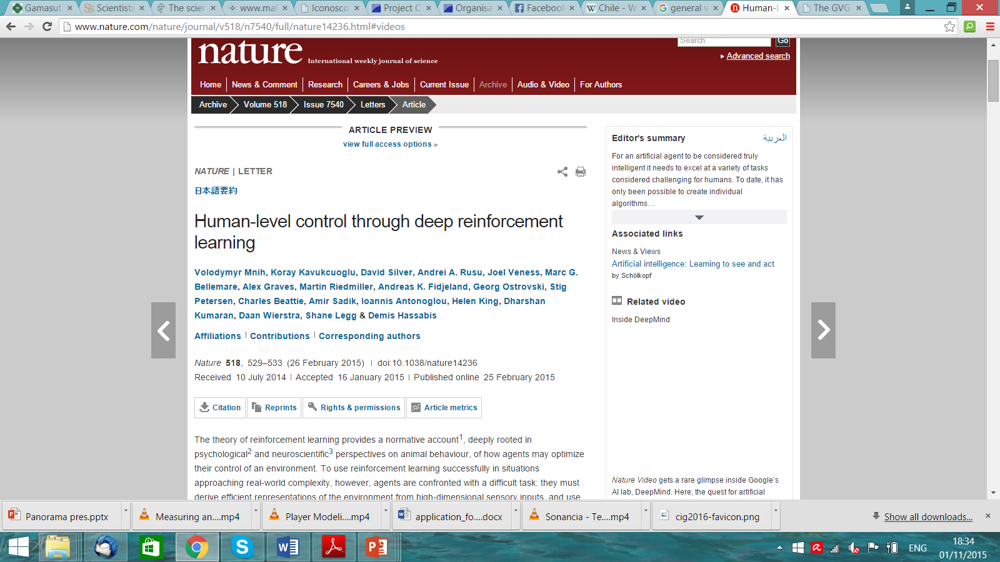 Gamasut
Scientists
The scien
www.mal
Iconosco
Project C
Organisa
Facebook
Chile - W
general v
Human-l
The GVG
www.nature.com/nature/journal/v518/n7540/full/nature14236.html#videos
nature International weekly journal of science
Search Go
Advanced search
Home News & Comment Research Careers & Jobs Current Issue Archive Audio & Video For Authors
Archive Volume 518 Issue 7540 Letters Article
ARTICLE PREVIEW
view full access options
NATURE | LETTER
日本語要約
Human-level control through deep reinforcement
learning
Volodymyr Mnih, Koray Kavukcuoglu, David Silver, Andrei A. Rusu, Joel Veness, Marc G.
Bellemare, Alex Graves, Martin Riedmiller, Andreas K. Fidjeland, Georg Ostrovski, Stig
Petersen, Charles Beattie, Amir Sadik, Ioannis Antonoglou, Helen King, Dharshan
Kumaran, Daan Wierstra, Shane Legg & Demis Hassabis
Affiliations | Contributions | Corresponding authors
Nature 518, 529–533 (26 February 2015) | doi:10.1038/nature14236
Received 10 July 2014 | Accepted 16 January 2015 | Published online 25 February 2015
Citation Reprints Rights & permissions Article metrics
The theory of reinforcement learning provides a normative account1, deeply rooted in
psychological2 and neuroscientific3 perspectives on animal behaviour, of how agents may optimize
their control of an environment. To use reinforcement learning successfully in situations
approaching real-world complexity, however, agents are confronted with a difficult task: they must
derive efficient representations of the environment from high-dimensional sensory inputs, and use
Editor's summary العربية
For an artificial agent to be considered truly
intelligent it needs to excel at a variety of tasks
considered challenging for humans. To date, it has
only been possible to create individual
algorithms…
Associated links
News & Views
Artificial intelligence: Learning to see and act
by Schölkopf
Related video
Inside DeepMind
Nature Video gets a rare glimpse inside Google's
AI lab, DeepMind. Here, the quest for artificial
Panorama pres.pptx
Measuring an....mp4
Player Modeli....mp4
application_fo....docx
Sonancia - Te....mp4
cig2016-favicon.png
Show all downloads...
ENG
18:34
01/11/2015